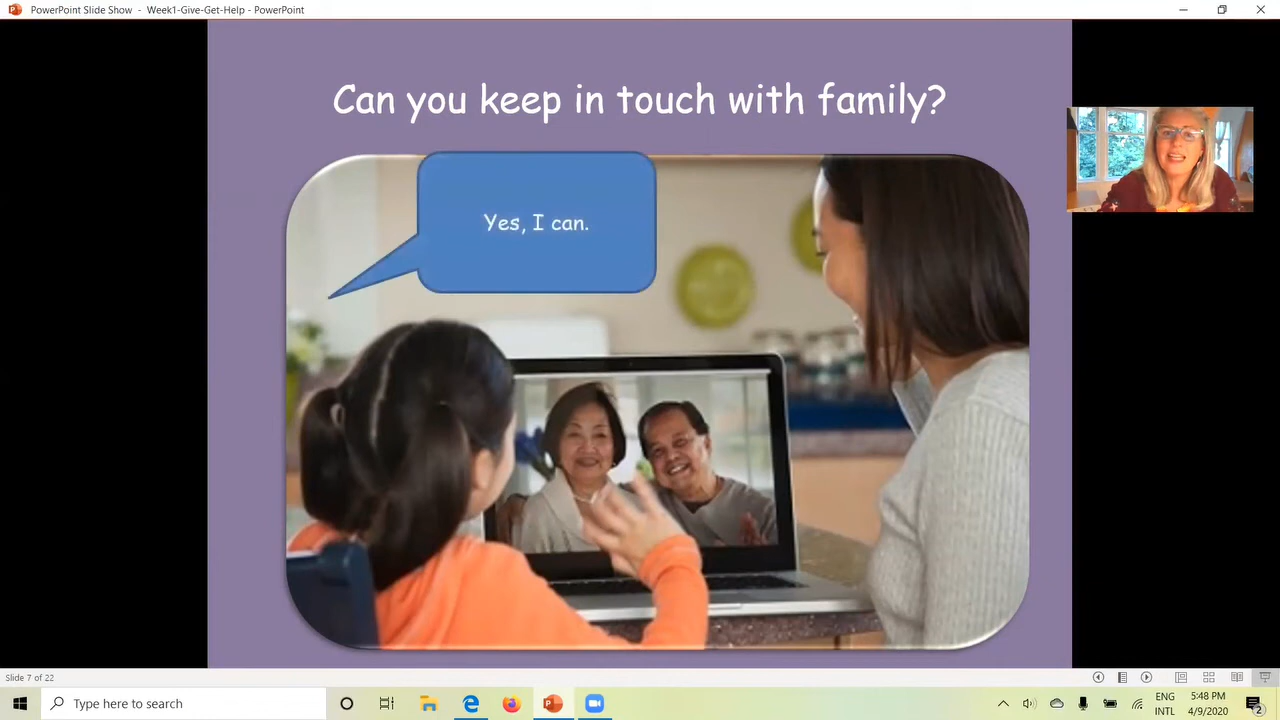 PowerPoint Slide Show - Week1-Give-Get-Help - PowerPoint
Can you keep in touch with family?
Yes, I can.
Slide 7 of 22
Type here to search
ENG
INTL
5:48 PM
4/9/2020
2